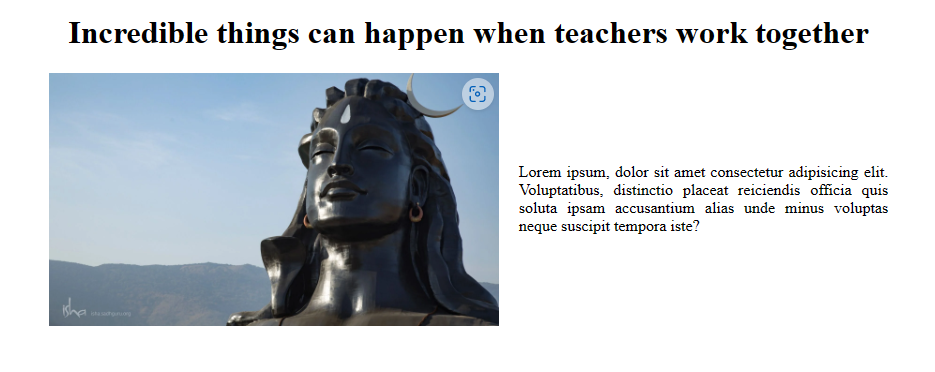 Incredible things can happen when teachers work together
Lorem ipsum, dolor sit amet consectetur adipisicing elit.
Voluptatibus, distinctio placeat reiciendis officia quis
soluta ipsam accusantium alias unde minus voluptas
neque suscipit tempora iste?
isha